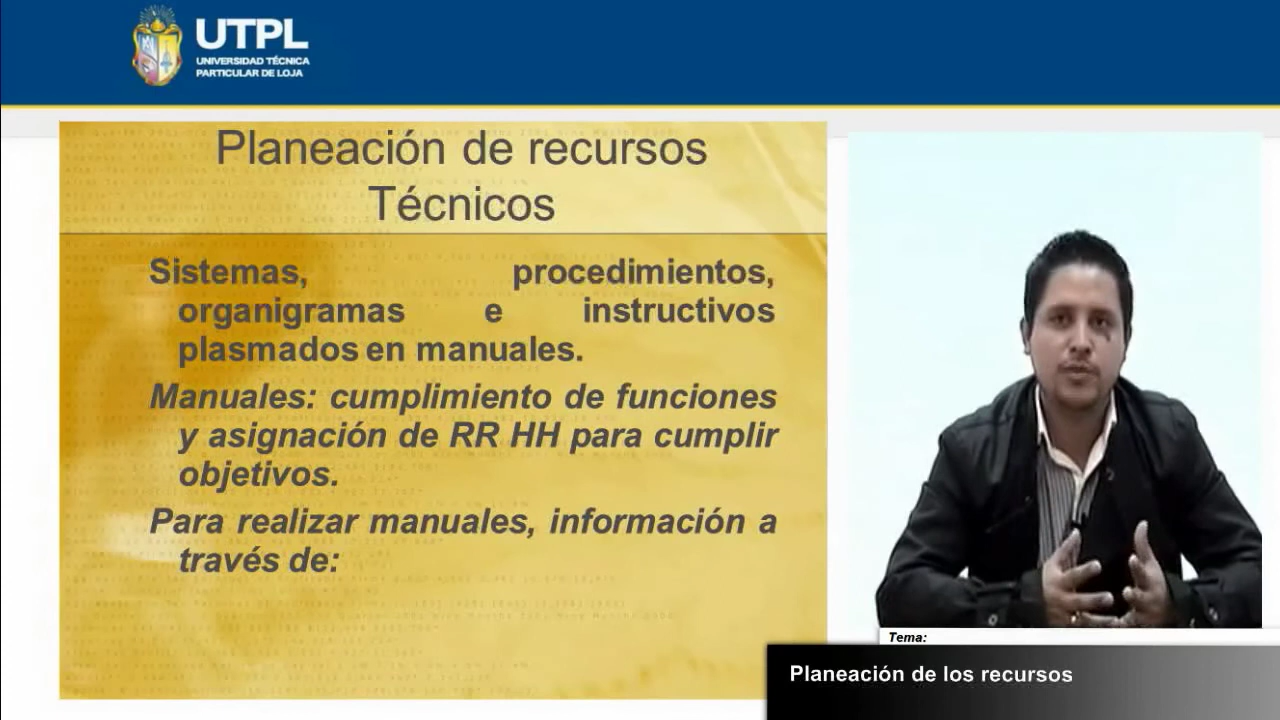 UTPL
UNIVERSIDAD TÉCNICA
PARTICULAR DE LOJA
Planeación de recursos
Técnicos
Sistemas, procedimientos,
organigramas e instructivos
plasmados en manuales.
Manuales: cumplimiento de funciones
y asignación de RR HH para cumplir
objetivos.
Para realizar manuales, información a
través de:
Tema:
Planeación de los recursos